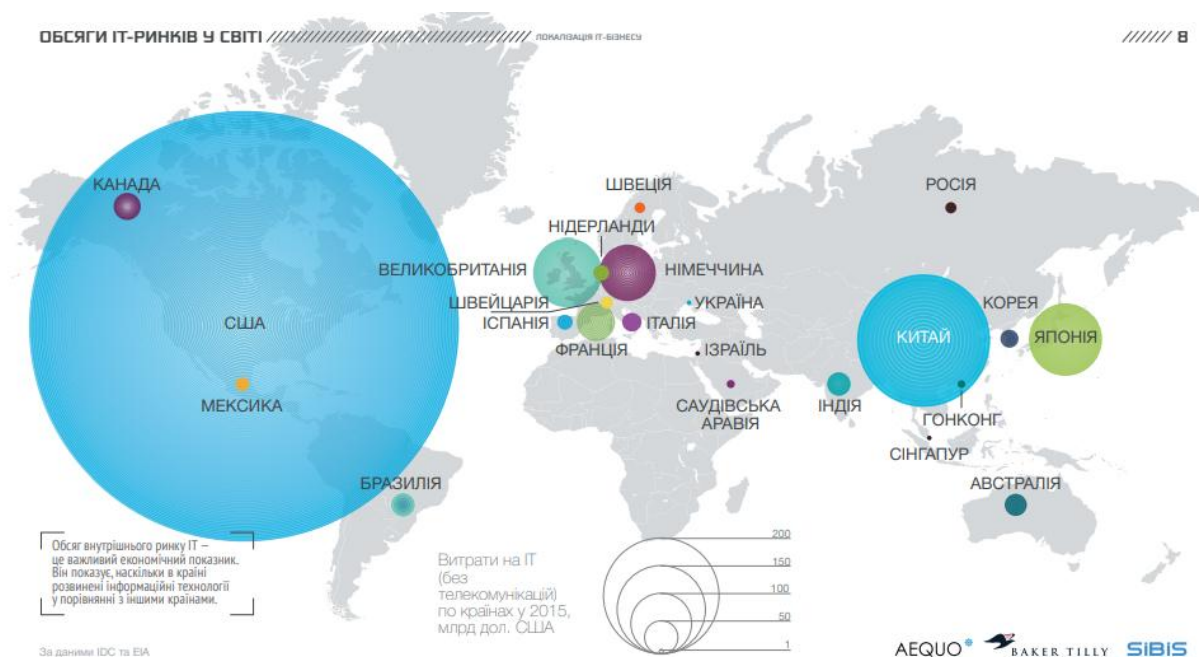 ОБСЯГИ ІТ-РИНКІВ У СВІТІ
ЛОКАЛІЗАЦІЯ ІТ-БІЗНЕСУ
8
КАНАДА
ШВЕЦІЯ
РОСІЯ
НІДЕРЛАНДИ
ВЕЛИКОБРИТАНІЯ
НІМЕЧЧИНА
ШВЕЙЦАРІЯ
УКРАЇНА
КОРЕЯ
США
ІСПАНІЯ
ІТАЛІЯ
КИТАЙ
ЯПОНІЯ
ФРАНЦІЯ
ІЗРАЇЛЬ
МЕКСИКА
САУДІВСЬКА
АРАВІЯ
ІНДІЯ
ГОНКОНГ
СІНГАПУР
БРАЗИЛІЯ
АВСТРАЛІЯ
Обсяг внутрішнього ринку ІТ –
це важливий економічний показник.
Він показує, наскільки в країні
розвинені інформаційні технології
у порівнянні з іншими країнами.
Витрати на ІТ
(без
телекомунікацій)
по країнах у 2015,
млрд дол. США
200
150
100
50
1
За даними IDC та EIA
AEQUO
BAKER TILLY
SIBIS